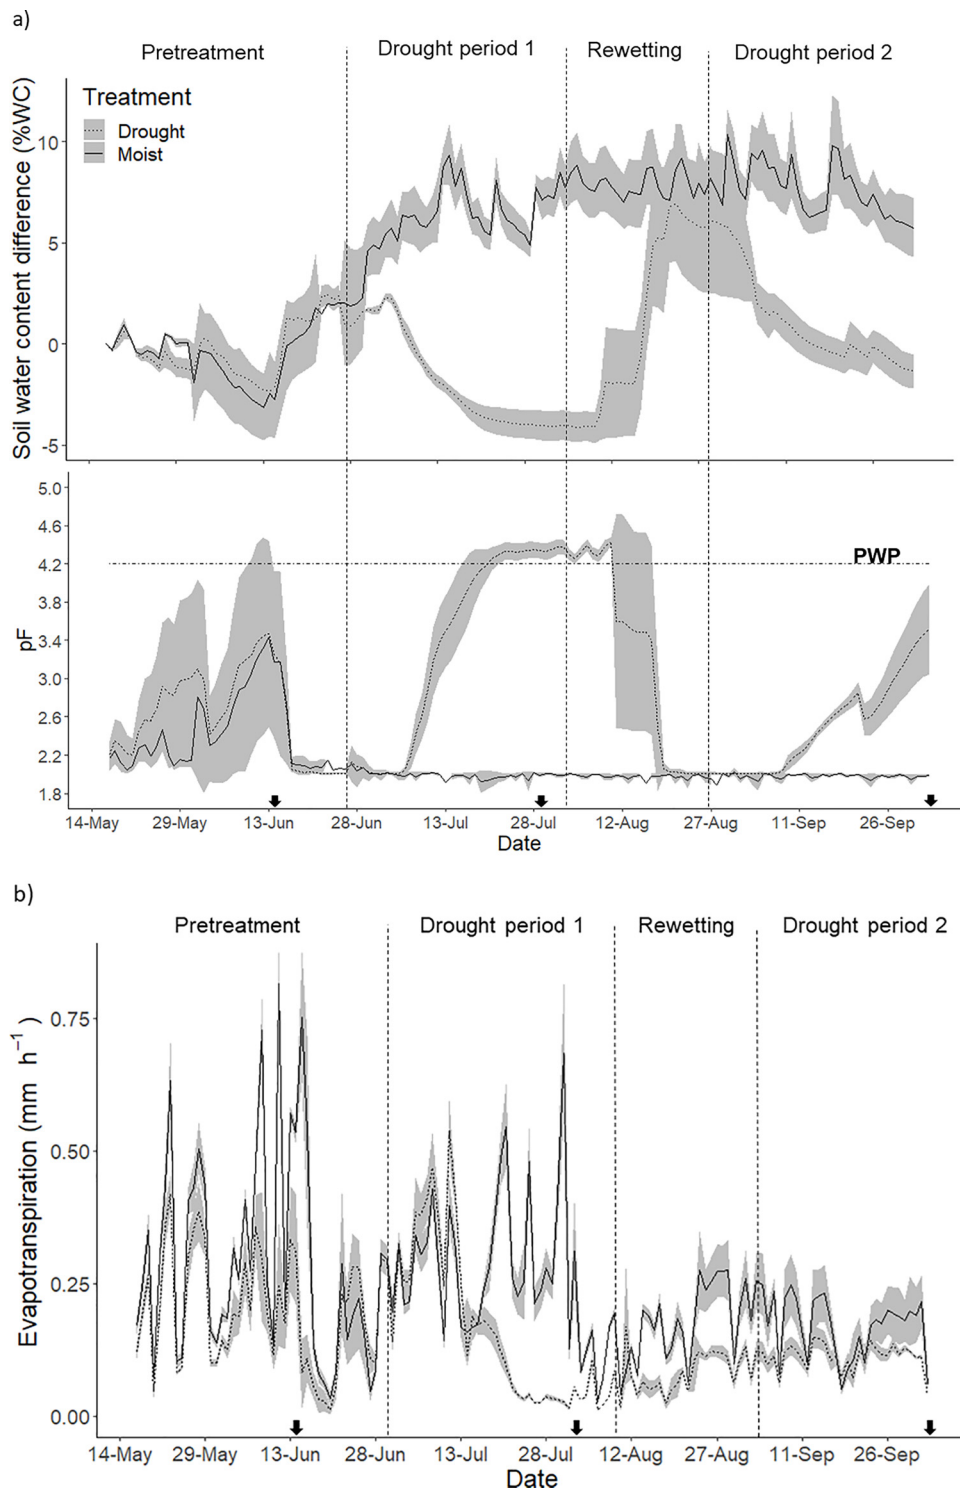 a)
Pretreatment
Drought period 1
Rewetting
Drought period 2
Soil water content difference (%WC)
Treatment
Drought
Moist
10
5
0
-5
pF
5.0
4.6
4.2
3.8
3.4
3.0
2.6
2.2
1.8
PWP
14-May 29-May 13-Jun 28-Jun 13-Jul 28-Jul 12-Aug 27-Aug 11-Sep 26-Sep
Date
b)
Pretreatment
Drought period 1
Rewetting
Drought period 2
Evapotranspiration (mm h⁻¹ )
0.75
0.50
0.25
0.00
14-May 29-May 13-Jun 28-Jun 13-Jul 28-Jul 12-Aug 27-Aug 11-Sep 26-Sep
Date